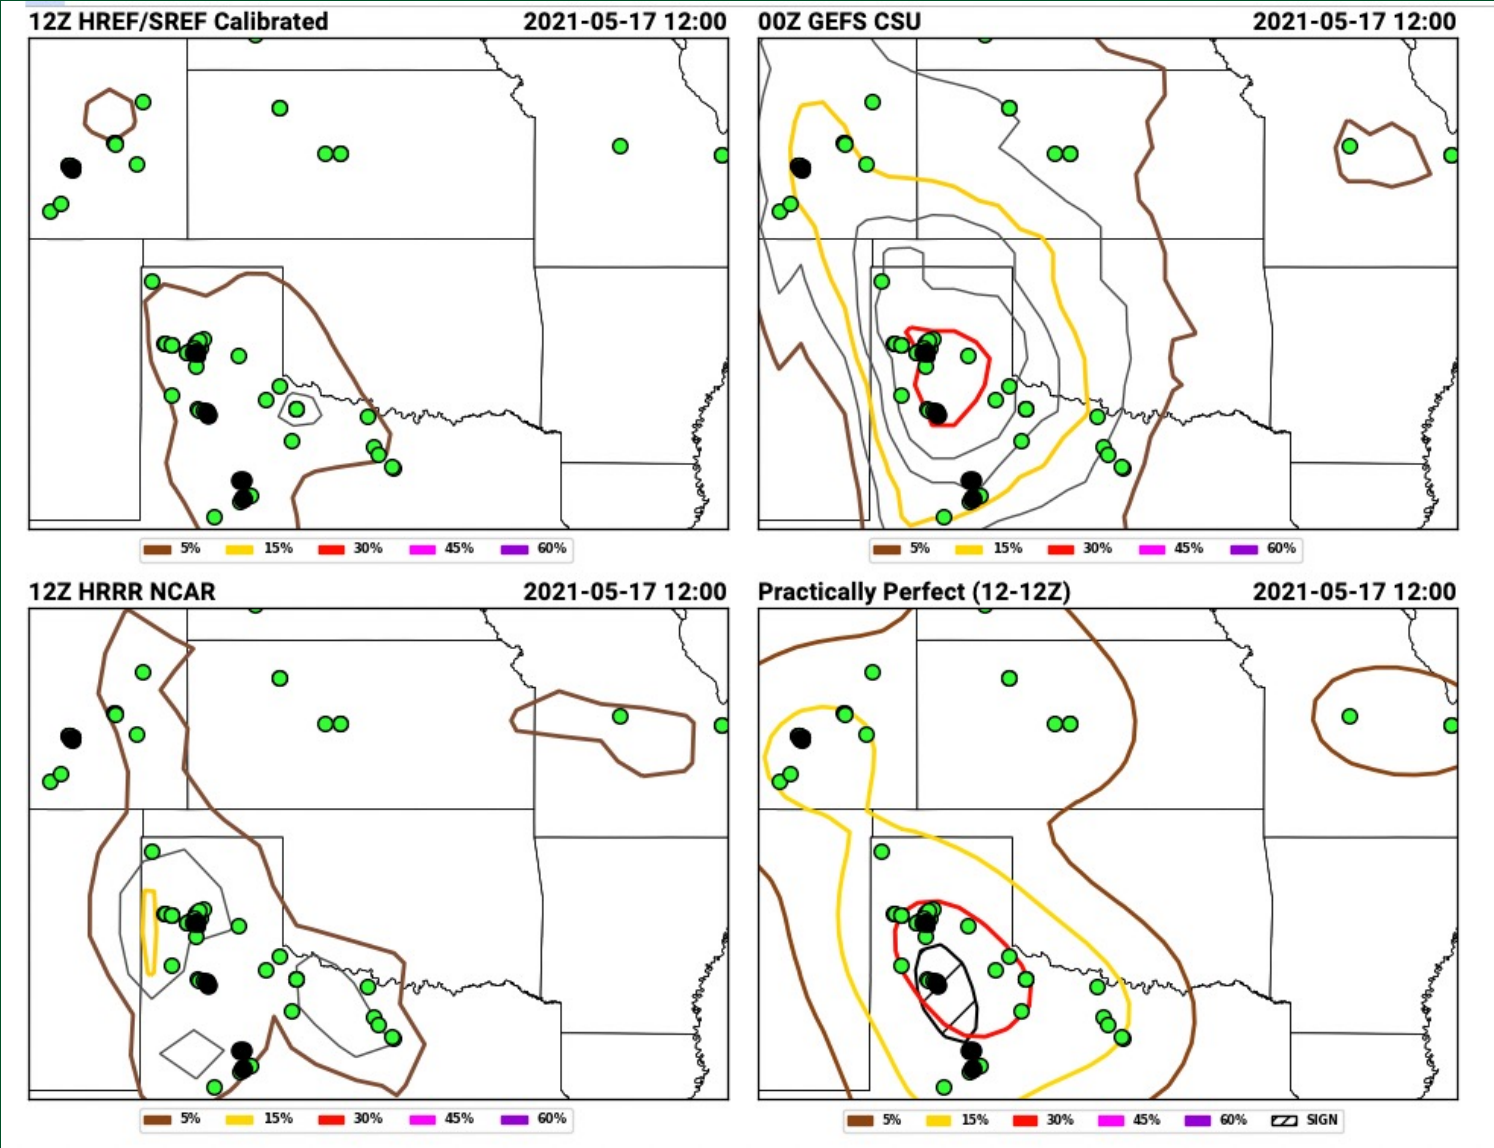 12Z HREF/SREF Calibrated 2021-05-17 12:00
00Z GEFS CSU 2021-05-17 12:00
5% 15% 30% 45% 60%
5% 15% 30% 45% 60%
12Z HRRR NCAR 2021-05-17 12:00
Practically Perfect (12-12Z) 2021-05-17 12:00
5% 15% 30% 45% 60%
5% 15% 30% 45% 60% SIGN